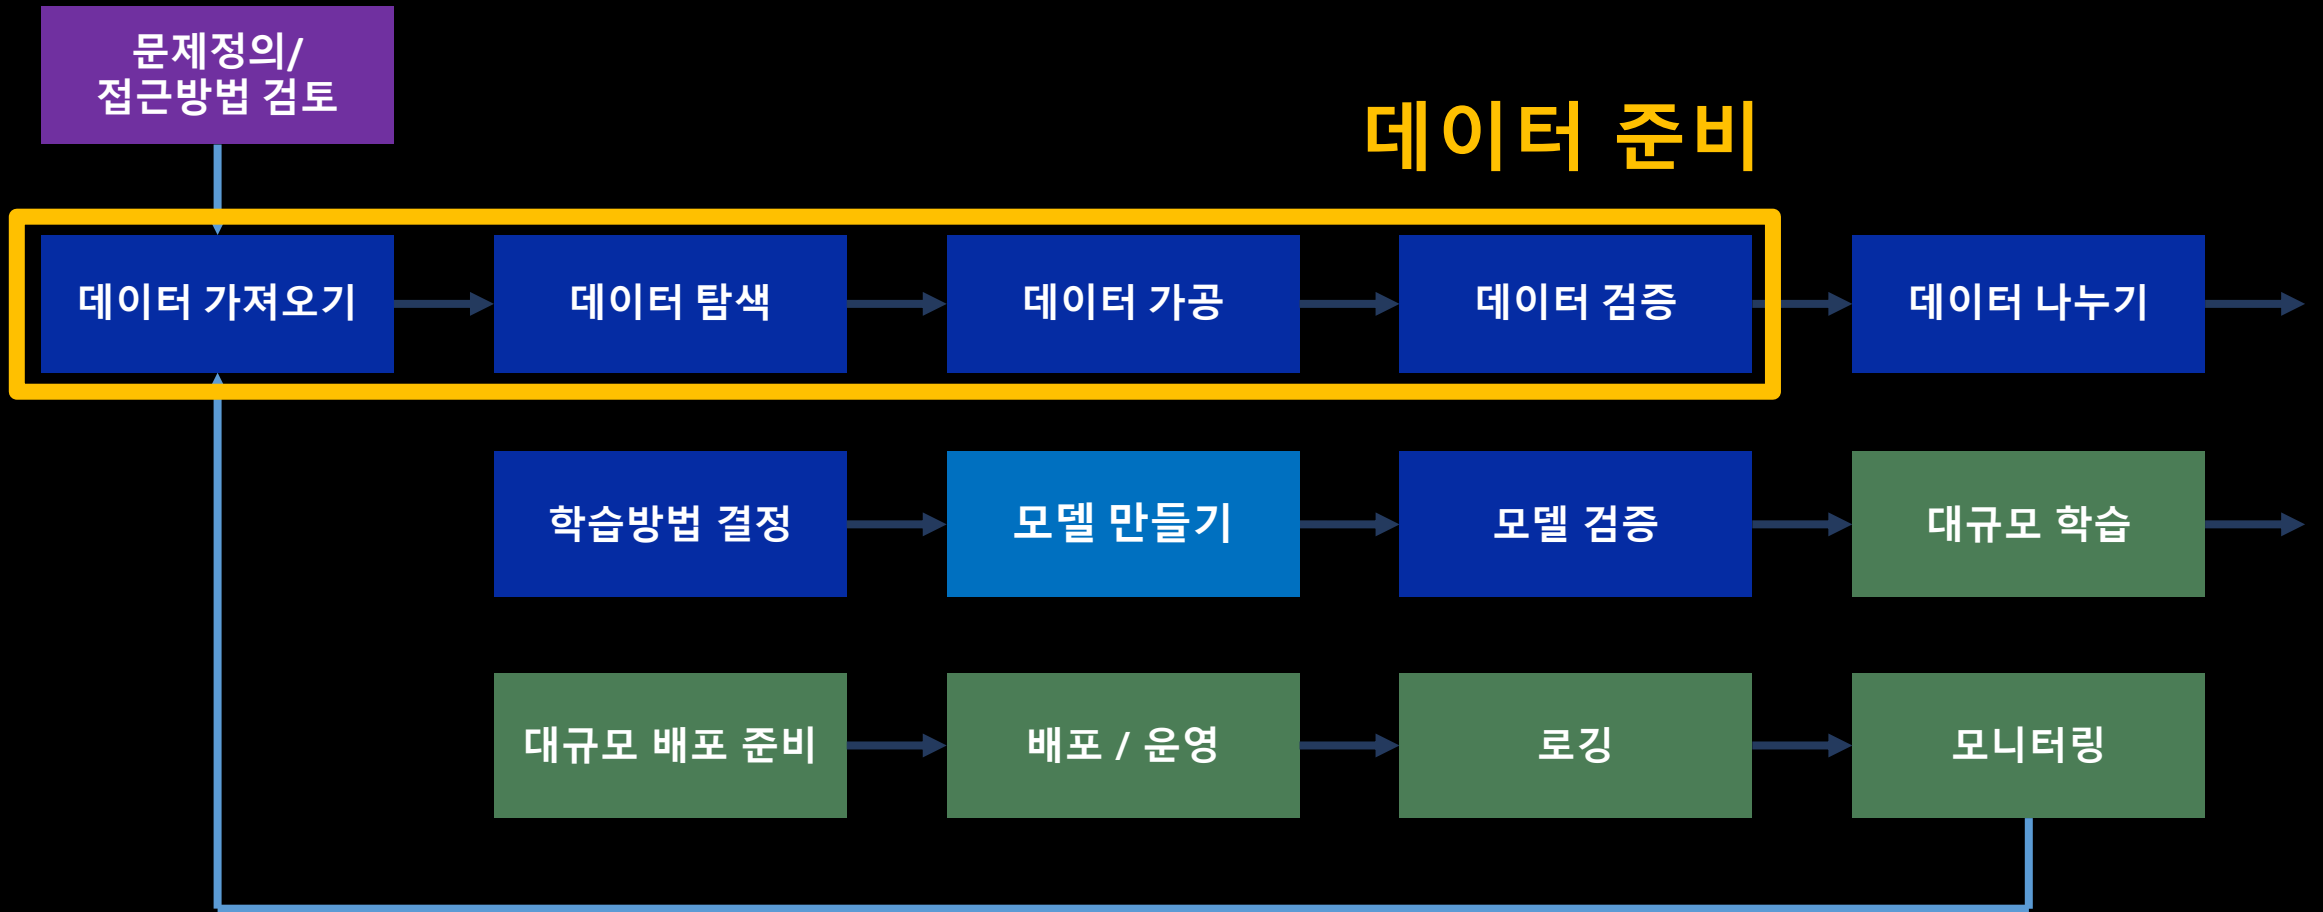 문제정의/
접근방법 검토
데이터 준비
데이터 가져오기
데이터 탐색
데이터 가공
데이터 검증
데이터 나누기
학습방법 결정
모델 만들기
모델 검증
대규모 학습
대규모 배포 준비
배포 / 운영
로깅
모니터링